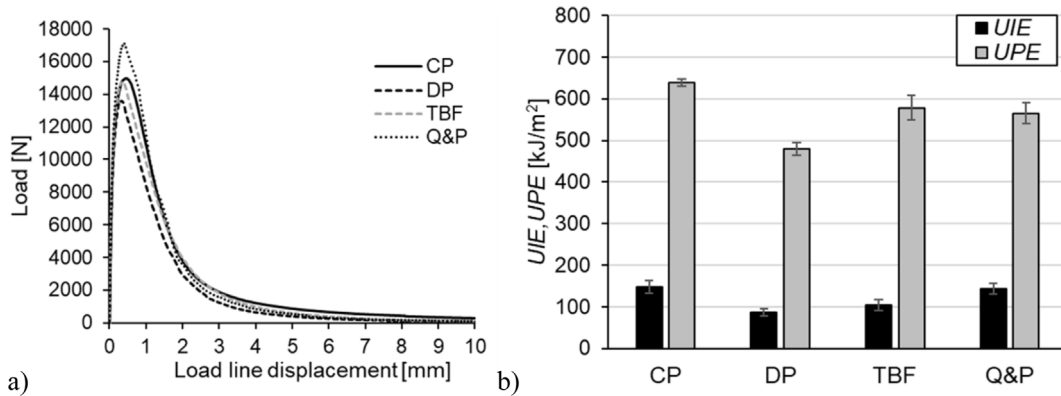 18000
16000
14000
12000
10000
8000
6000
4000
2000
0
Load [N]
CP
DP
TBF
Q&P
0 1 2 3 4 5 6 7 8 9 10
Load line displacement [mm]
a)
800
700
600
500
400
300
200
100
0
UIE, UPE [kJ/m²]
UIE
UPE
CP DP TBF Q&P
b)